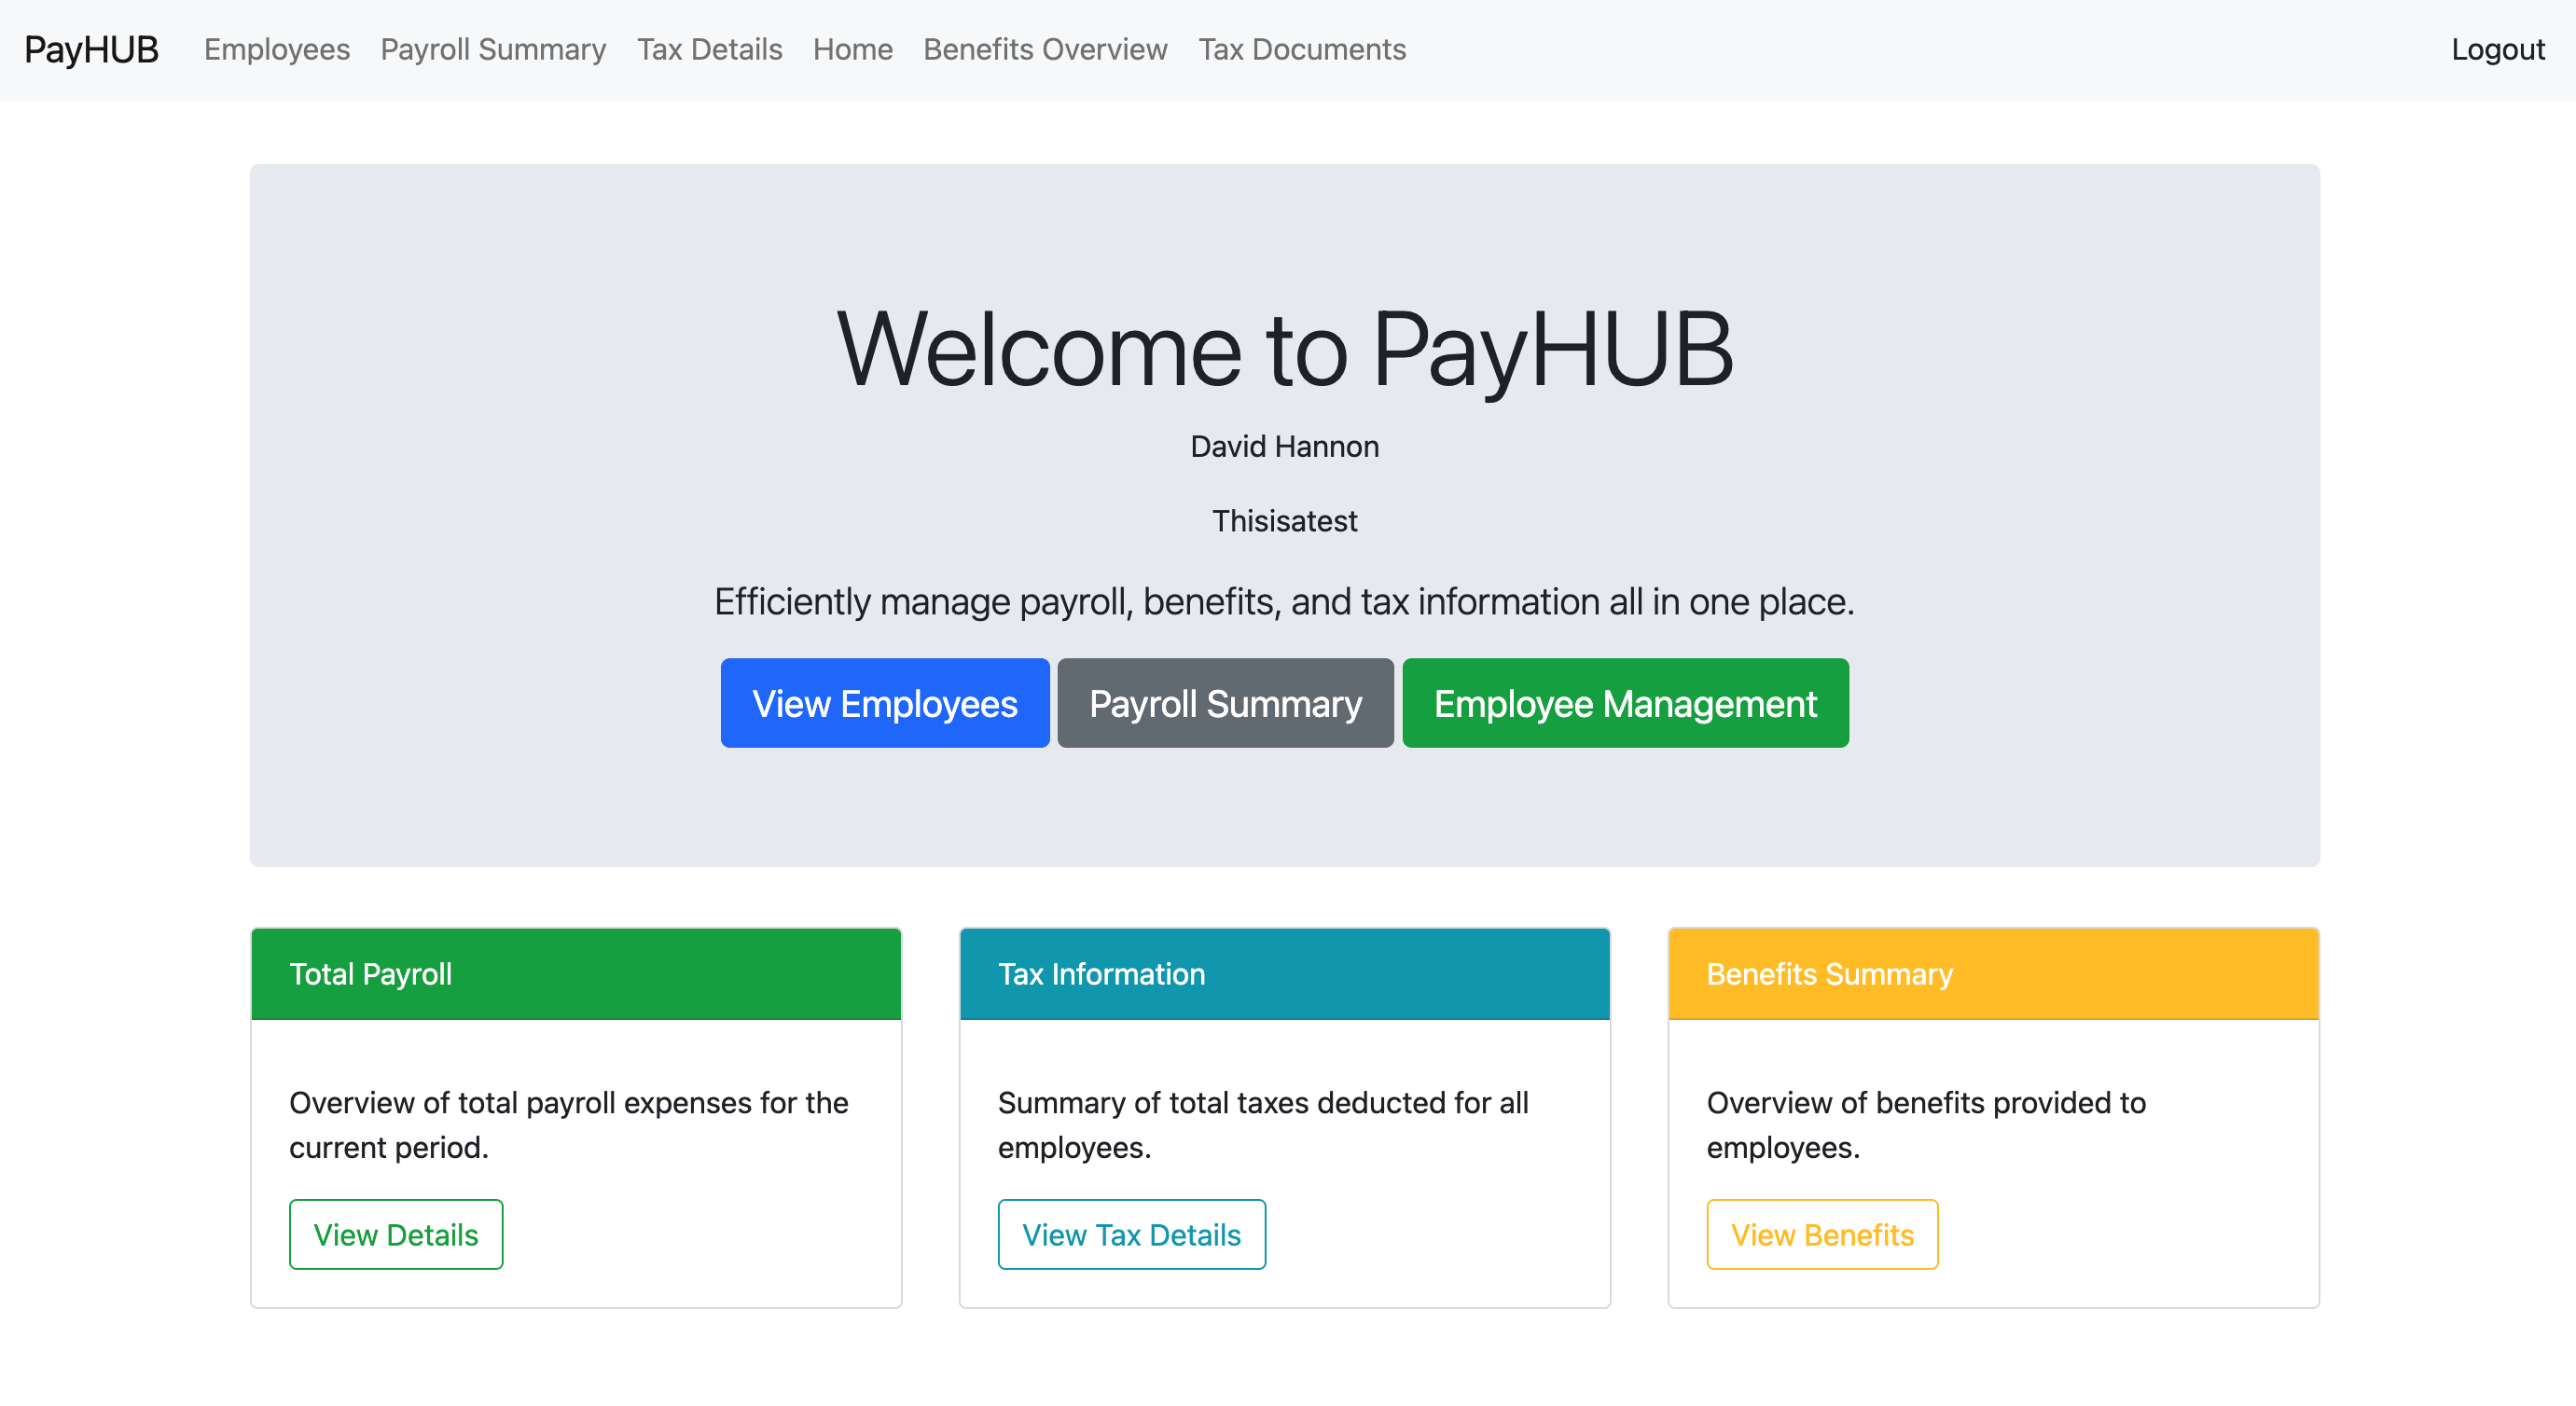 PayHUB Employees Payroll Summary Tax Details Home Benefits Overview Tax Documents Logout
Welcome to PayHUB
David Hannon
Thisisatest
Efficiently manage payroll, benefits, and tax information all in one place.
View Employees Payroll Summary Employee Management
Total Payroll
Overview of total payroll expenses for the
current period.
View Details
Tax Information
Summary of total taxes deducted for all
employees.
View Tax Details
Benefits Summary
Overview of benefits provided to
employees.
View Benefits